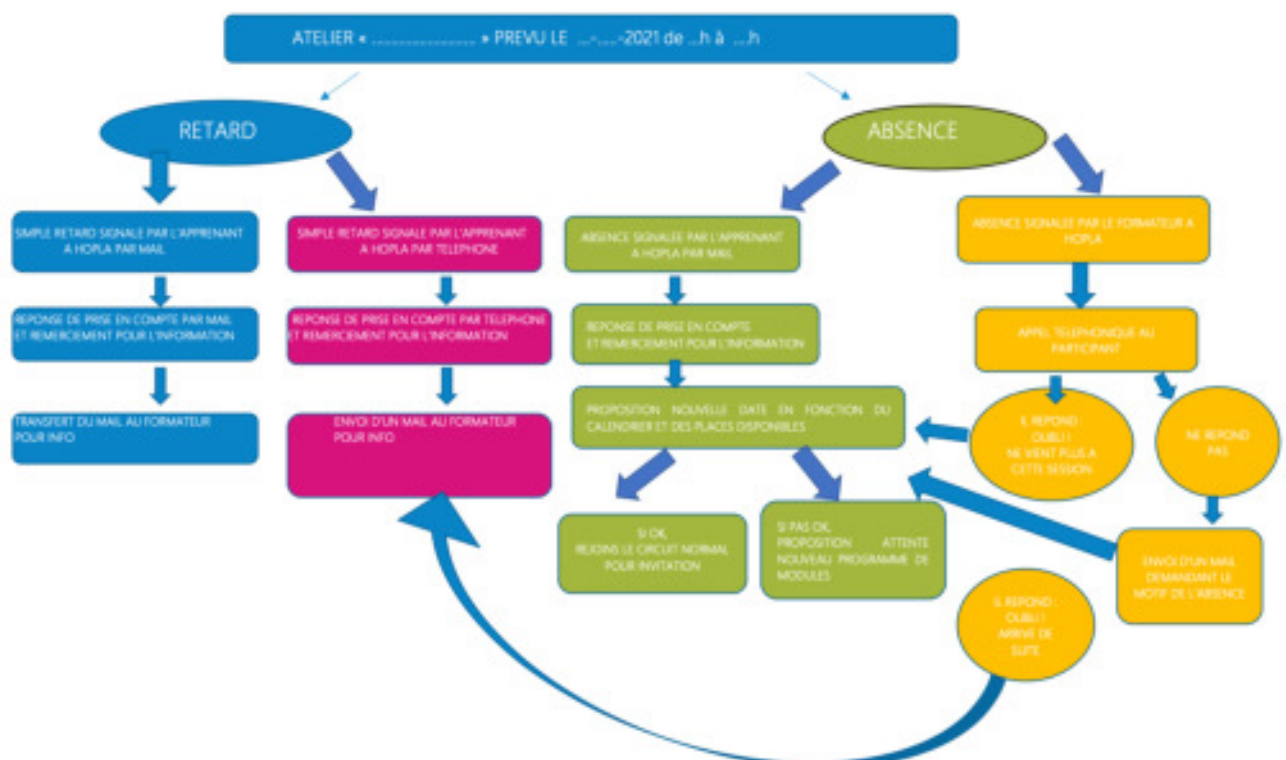 ATELIER « ........................... » PREVU LE ...-.....-2021 de ...h à ....h
RETARD
ABSENCE
SIMPLE RETARD SIGNALE PAR L'APPRENANT
A HOPLA PAR MAIL
SIMPLE RETARD SIGNALE PAR L'APPRENANT
A HOPLA PAR TELEPHONE
ABSENCE SIGNALEE PAR L'APPRENANT
A HOPLA PAR MAIL
ABSENCE SIGNALEE PAR LE FORMATEUR A
HOPLA
REPONSE DE PRISE EN COMPTE PAR MAIL
ET REMERCIEMENT POUR L'INFORMATION
REPONSE DE PRISE EN COMPTE PAR TELEPHONE
ET REMERCIEMENT POUR L'INFORMATION
REPONSE DE PRISE EN COMPTE
ET REMERCIEMENT POUR L'INFORMATION
APPEL TELEPHONIQUE AU
PARTICIPANT
TRANSFERT DU MAIL AU FORMATEUR
POUR INFO
ENVOI D'UN MAIL AU FORMATEUR
POUR INFO
PROPOSITION NOUVELLE DATE EN FONCTION DU
CALENDRIER ET DES PLACES DISPONIBLES
IL REPOND :
OUBLI !
NE VIENT PLUS A
CETTE SESSION
NE REPOND
PAS
SI OK,
REJOINS LE CIRCUIT NORMAL
POUR INVITATION
SI PAS OK,
PROPOSITION ATTENTE
NOUVEAU PROGRAMME DE
MODULES
ENVOI D'UN MAIL
DEMANDANT LE
MOTIF DE L'ABSENCE
IL REPOND :
OUBLI !
ARRIVE DE
SUITE